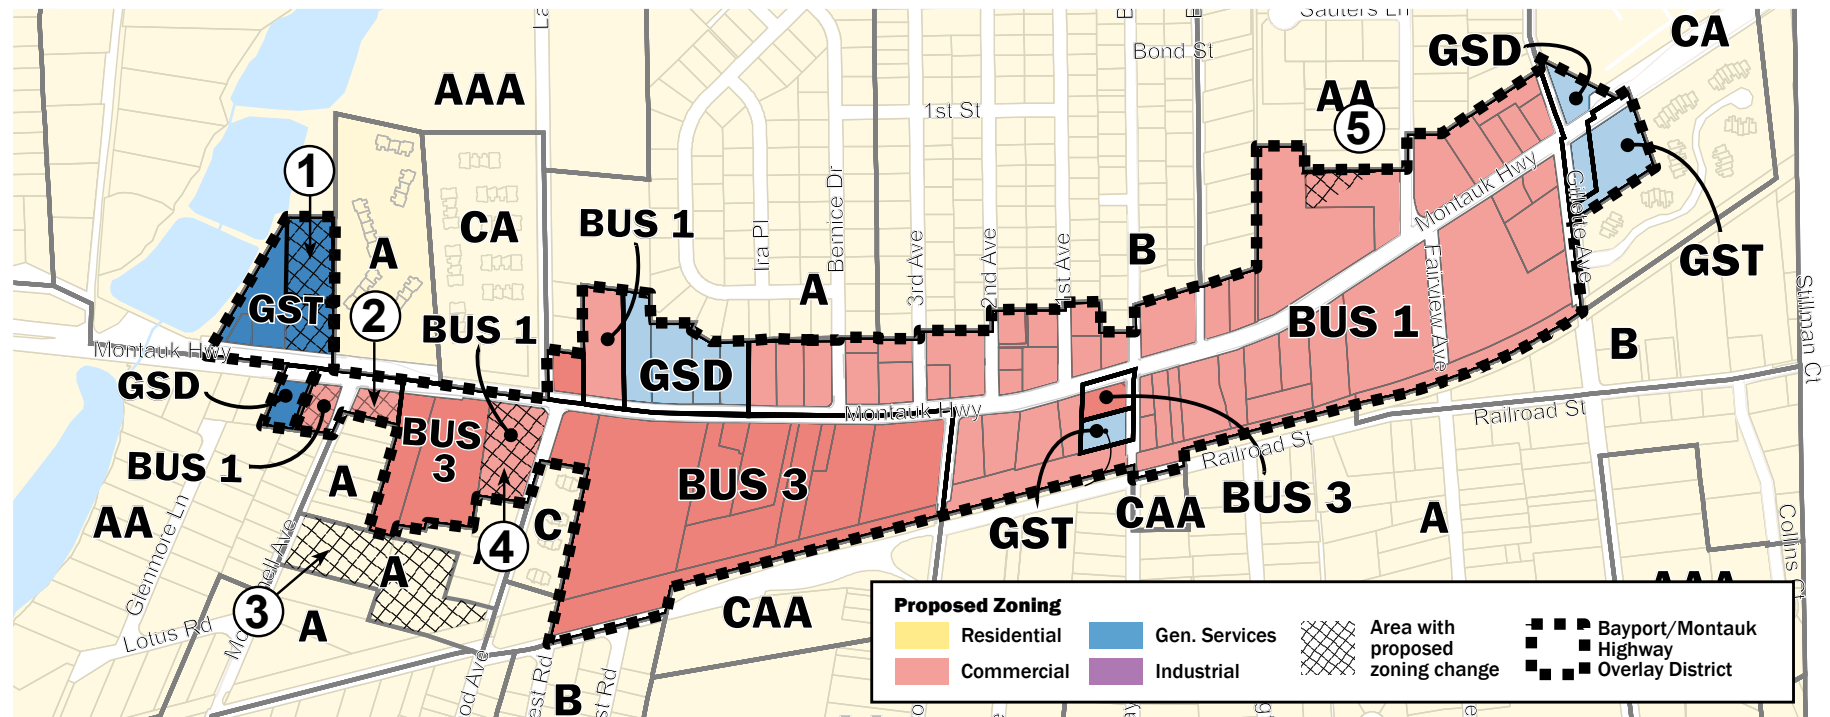 Sauters Ln
CA
GSD
Bond St
AAA
AA
5
1st St
1
Gillette Ave
Montauk Hwy
Bernice Dr
CA
BUS 1
A
Ira Pl
3rd Ave
2nd Ave
1st Ave
B
Fairview Ave
GST
Stillman Ct
A
GST
2
BUS 1
BUS 1
B
Montauk Hwy
GSD
GSD
Montauk Hwy
Railroad St
BUS
3
Railroad St
BUS 1
A
BUS 3
BUS 3
AA
Glenmore Ln
C
GST
CAA
A
Collins Ct
4
A
3
A
CAA
Lotus Rd
B
AAA
Proposed Zoning
Residential
Commercial
Gen. Services
Industrial
Area with
proposed
zoning change
Bayport/Montauk
Highway
Overlay District